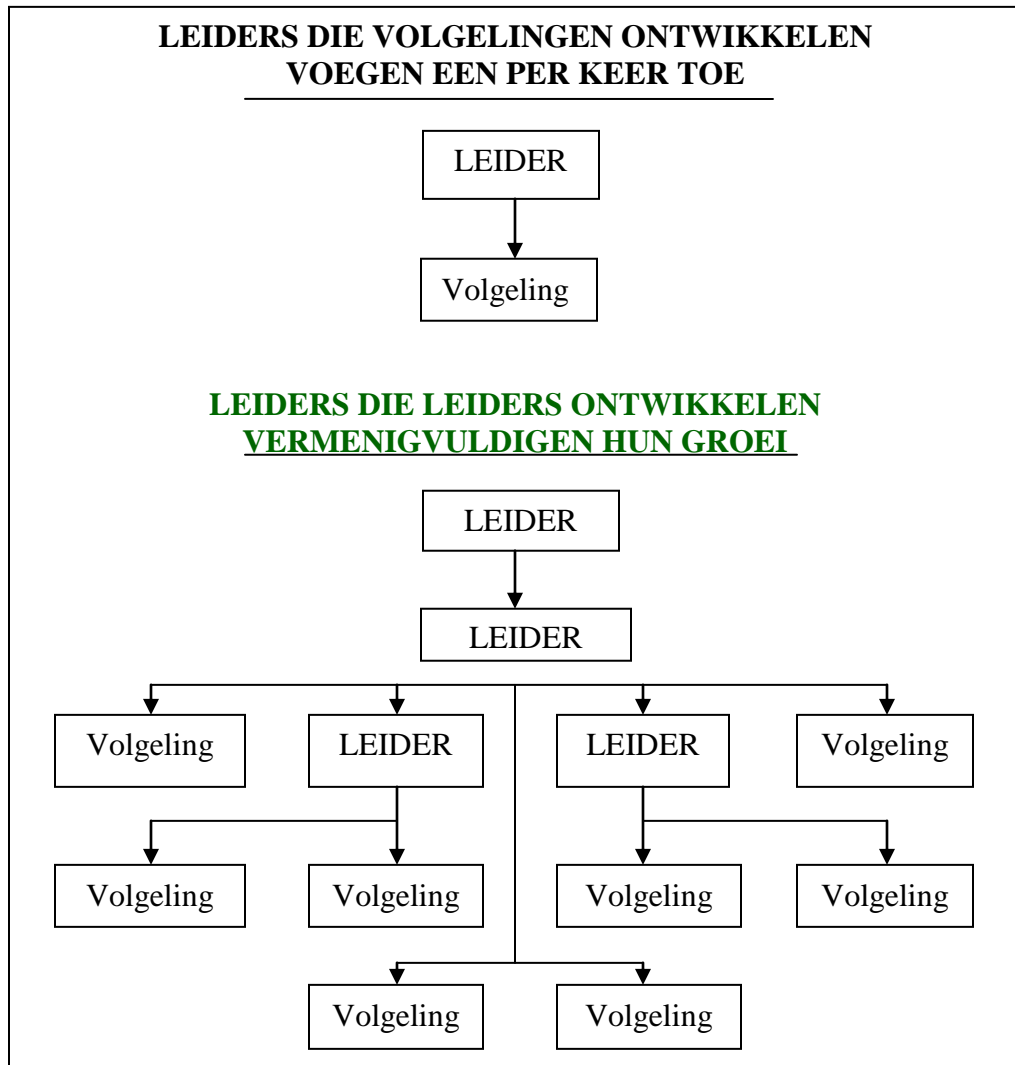 LEIDERS DIE VOLGELINGEN ONTWIKKELEN
VOEGEN EEN PER KEER TOE
LEIDER
Volgeling
LEIDERS DIE LEIDERS ONTWIKKELEN
VERMENIGVULDIGEN HUN GROEI
LEIDER
LEIDER
Volgeling LEIDER LEIDER Volgeling
Volgeling Volgeling Volgeling Volgeling
Volgeling Volgeling